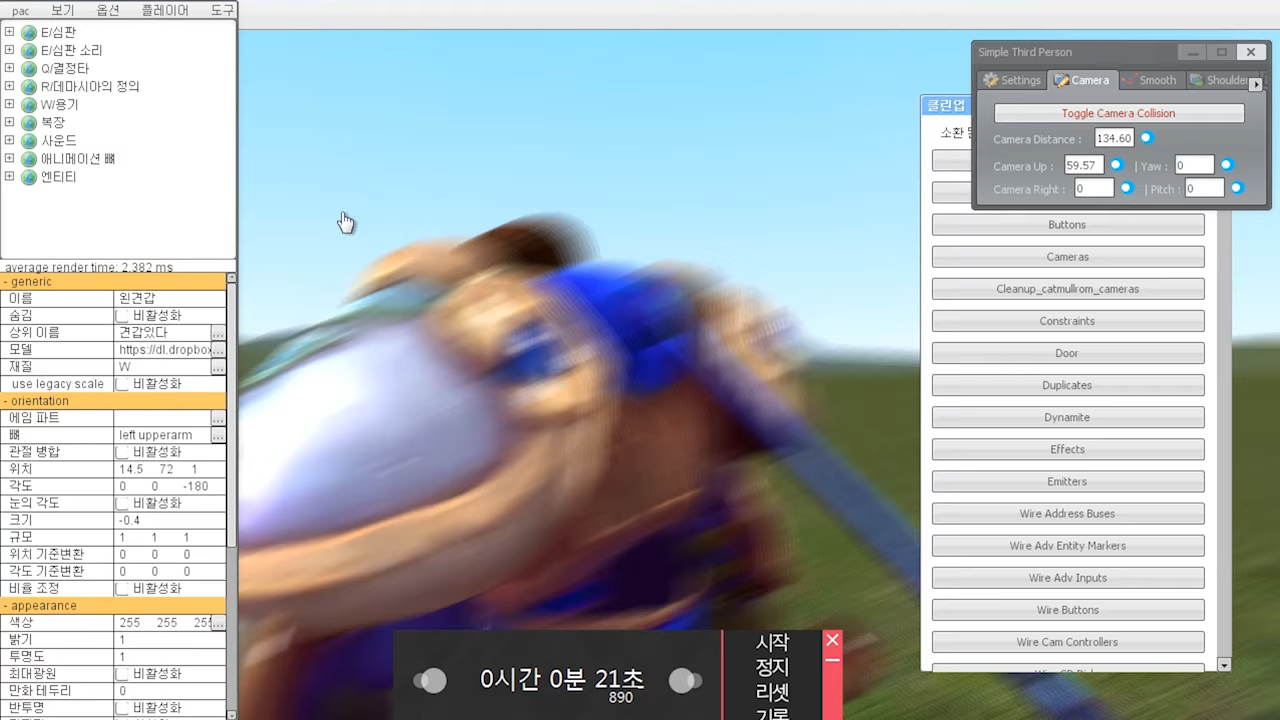 pac 보기 옵션 플레이어 도구
E/심판
E/심판 소리
Q/결정타
R/데마시아의 정의
W/용기
복장
사운드
애니메이션 뼈
엔티티
average render time: 2.382 ms
- generic
이름 왼견갑
숨김 비활성화
상위 이름 견갑있다 ...
모델 https://dl.dropbox ...
재질 W ...
use legacy scale 비활성화
- orientation
에임 파트 ...
뼈 left upperarm ...
관절 병합 비활성화
위치 14.5 72 1
각도 0 0 -180
눈의 각도 비활성화
크기 -0.4
규모 1 1 1
위치 기준변환 0 0 0
각도 기준변환 0 0 0
비율 조정 비활성화
- appearance
색상 255 255 255 ...
밝기 1
투명도 1
최대광원 비활성화
만화 테두리 0
반투명 비활성화
Simple Third Person
Settings Camera Smooth Shoulder
Toggle Camera Collision
Camera Distance : 134.60
Camera Up : 59.57 | Yaw : 0
Camera Right : 0 | Pitch : 0
클린업
소환
Buttons
Cameras
Cleanup_catmullrom_cameras
Constraints
Door
Duplicates
Dynamite
Effects
Emitters
Wire Address Buses
Wire Adv Entity Markers
Wire Adv Inputs
Wire Buttons
Wire Cam Controllers
0시간 0분 21초
890
시작
정지
리셋
기록